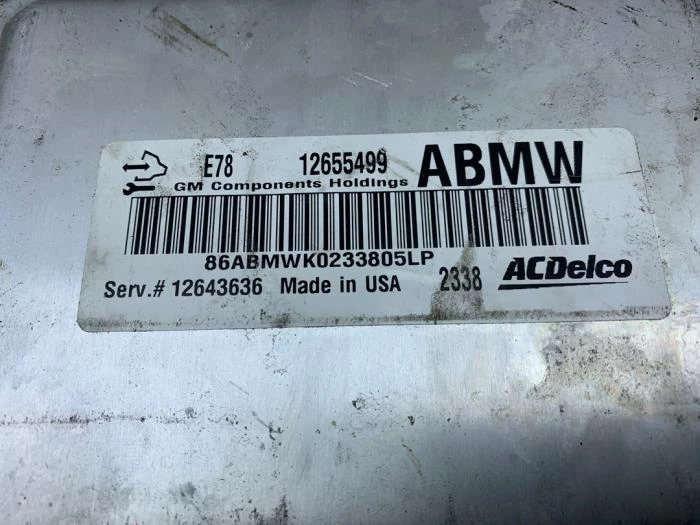 E78 12655499 ABMW
GM Components Holdings
86ABMWK0233805LP
Serv.# 12643636 Made in USA 2338 ACDelco